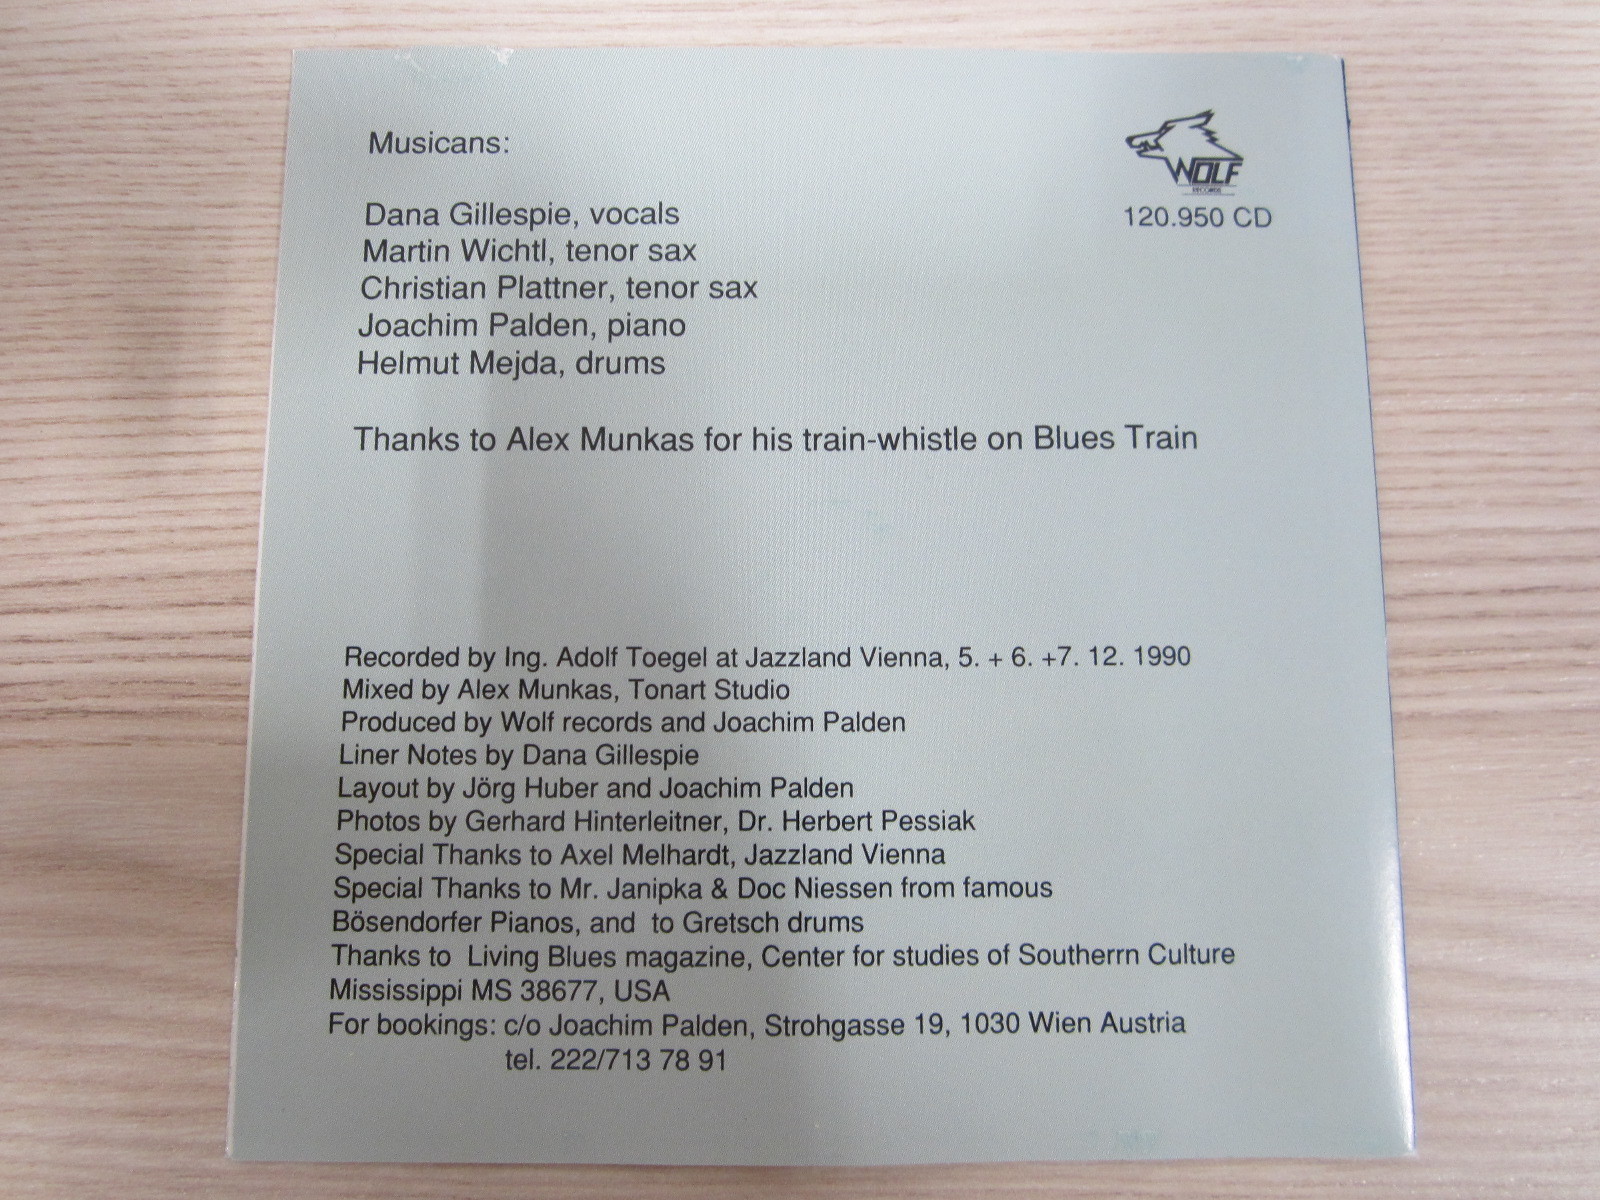 Musicans:
WOLF
RECORDS
120.950 CD
Dana Gillespie, vocals
Martin Wichtl, tenor sax
Christian Plattner, tenor sax
Joachim Palden, piano
Helmut Mejda, drums
Thanks to Alex Munkas for his train-whistle on Blues Train
Recorded by Ing. Adolf Toegel at Jazzland Vienna, 5. + 6. +7. 12. 1990
Mixed by Alex Munkas, Tonart Studio
Produced by Wolf records and Joachim Palden
Liner Notes by Dana Gillespie
Layout by Jörg Huber and Joachim Palden
Photos by Gerhard Hinterleitner, Dr. Herbert Pessiak
Special Thanks to Axel Melhardt, Jazzland Vienna
Special Thanks to Mr. Janipka & Doc Niessen from famous
Bösendorfer Pianos, and to Gretsch drums
Thanks to Living Blues magazine, Center for studies of Southerrn Culture
Mississippi MS 38677, USA
For bookings: c/o Joachim Palden, Strohgasse 19, 1030 Wien Austria
tel. 222/713 78 91